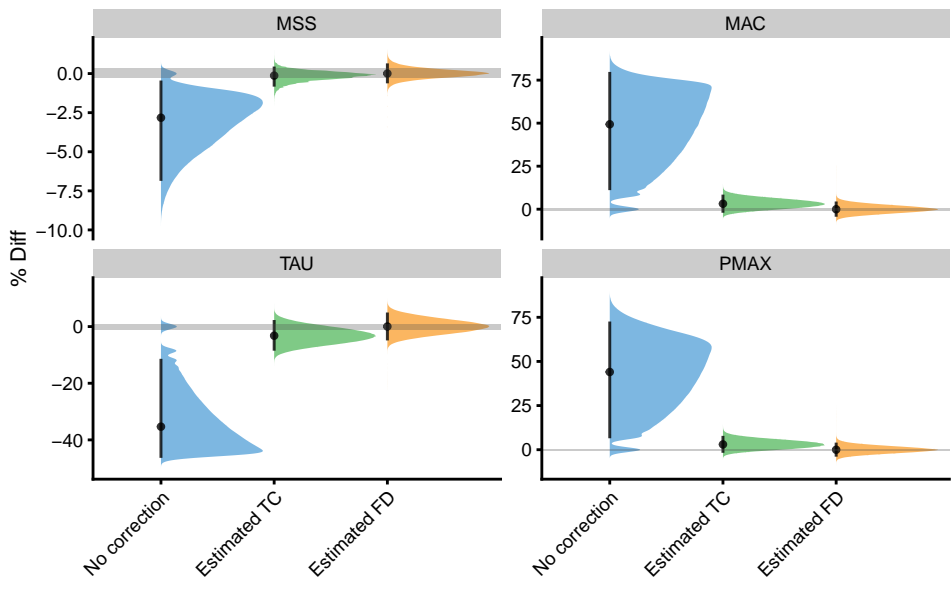 MSS
MAC
0.0
−2.5
−5.0
−7.5
−10.0
75
50
25
0
% Diff
TAU
PMAX
0
−20
−40
75
50
25
0
No correction
Estimated TC
Estimated FD
No correction
Estimated TC
Estimated FD